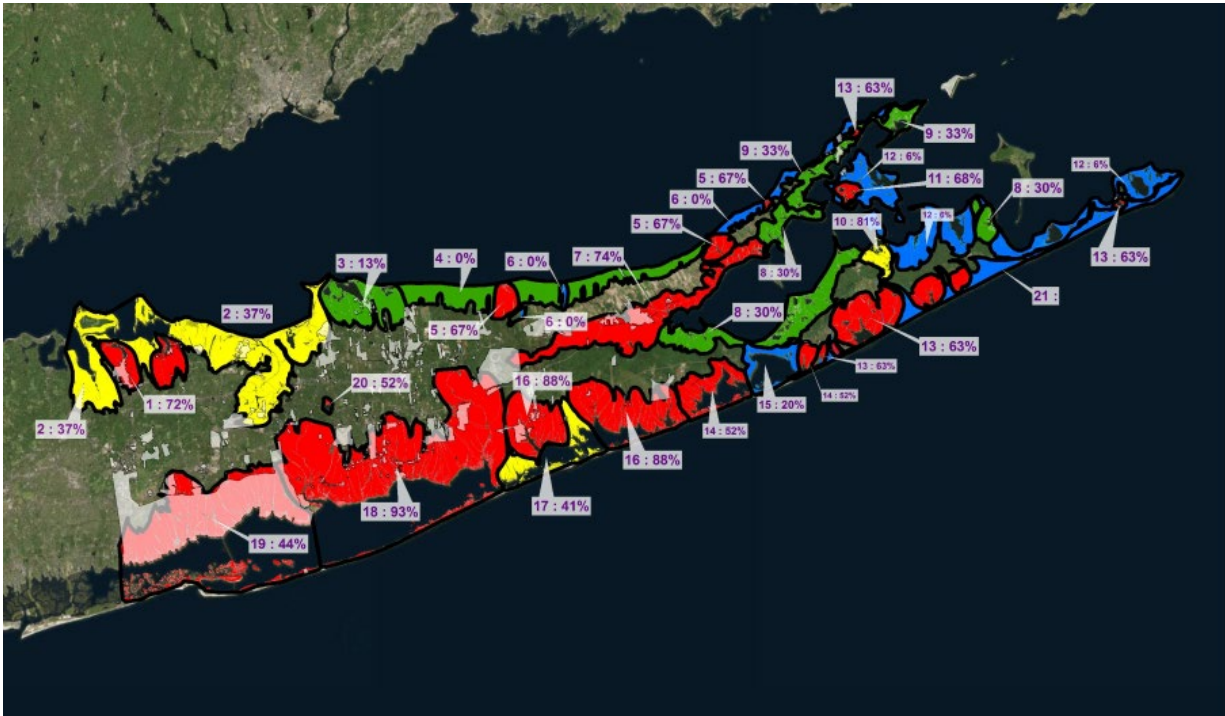 13 : 63%
9 : 33%
9 : 33%
12 : 6%
12 : 6%
5 : 67%
11 : 68%
8 : 30%
6 : 0%
5 : 67%
10 : 81%
12 : 6%
13 : 63%
3 : 13%
4 : 0%
6 : 0%
7 : 74%
8 : 30%
21 :
2 : 37%
5 : 67%
6 : 0%
8 : 30%
13 : 63%
13 : 63%
20 : 52%
16 : 88%
1 : 72%
14 : 52%
15 : 20%
2 : 37%
14 : 52%
16 : 88%
17 : 41%
18 : 93%
19 : 44%